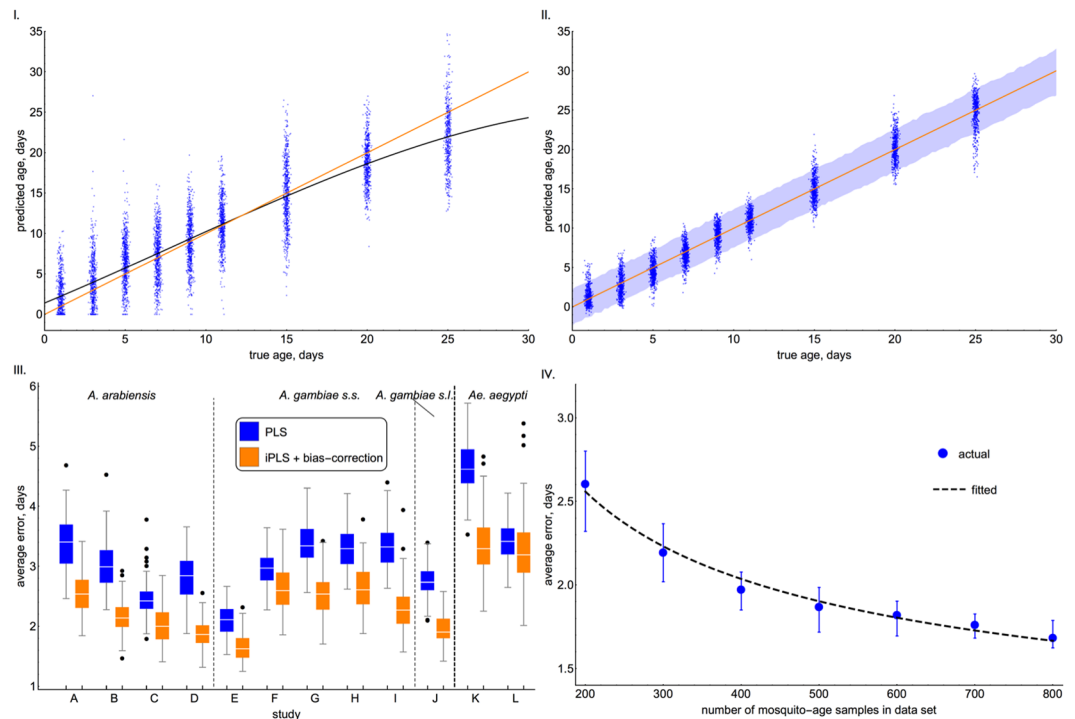 I.
35
30
25
20
15
10
5
0
predicted age, days
0 5 10 15 20 25 30
true age, days
II.
35
30
25
20
15
10
5
0
predicted age, days
0 5 10 15 20 25 30
true age, days
III.
6
5
4
3
2
1
average error, days
A. arabiensis A. gambiae s.s. A. gambiae s.l. Ae. aegypti
PLS
iPLS + bias-correction
A B C D E F G H I J K L
study
IV.
3.0
2.5
2.0
1.5
average error, days
actual
fitted
200 300 400 500 600 700 800
number of mosquito-age samples in data set